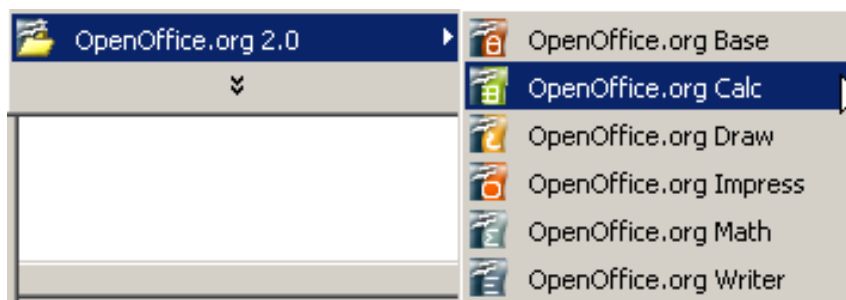 OpenOffice.org 2.0
OpenOffice.org Base
OpenOffice.org Calc
OpenOffice.org Draw
OpenOffice.org Impress
OpenOffice.org Math
OpenOffice.org Writer